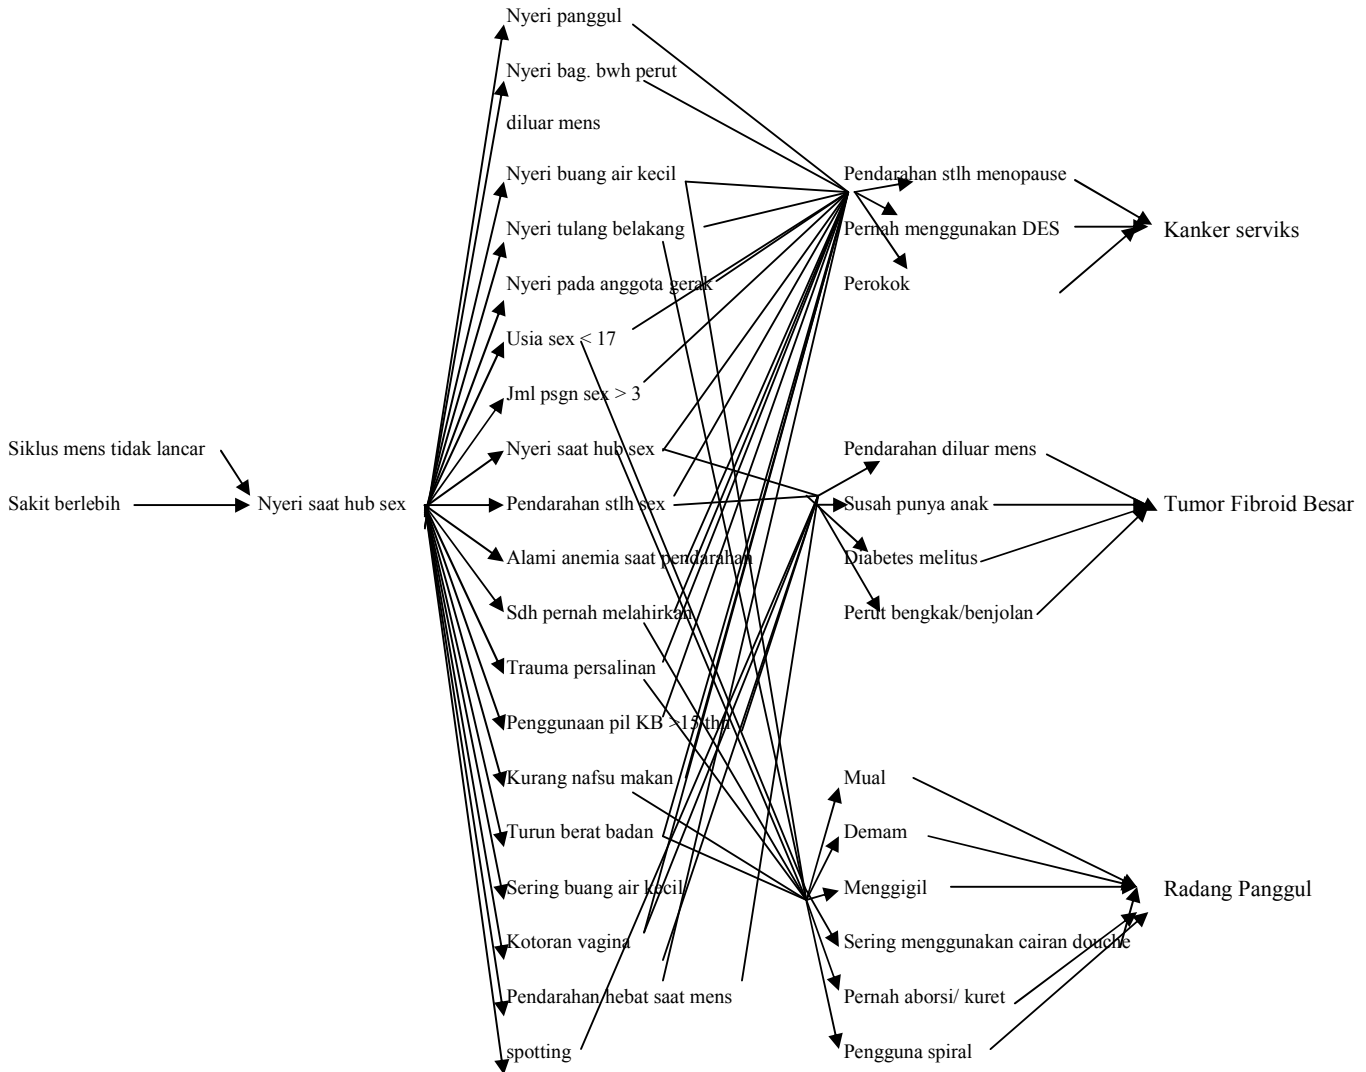 Siklus mens tidak lancar
Sakit berlebih
Nyeri saat hub sex
Nyeri panggul
Nyeri bag. bwh perut
diluar mens
Nyeri buang air kecil
Nyeri tulang belakang
Nyeri pada anggota gerak
Usia sex < 17
Jml psgn sex > 3
Nyeri saat hub sex
Pendarahan stlh sex
Alami anemia saat pendarahan
Sdh pernah melahirkan
Trauma persalinan
Penggunaan pil KB >15 thn
Kurang nafsu makan
Turun berat badan
Sering buang air kecil
Kotoran vagina
Pendarahan hebat saat mens
spotting
Pendarahan stlh menopause
Pernah menggunakan DES
Perokok
Kanker serviks
Pendarahan diluar mens
Susah punya anak
Diabetes melitus
Perut bengkak/benjolan
Tumor Fibroid Besar
Mual
Demam
Menggigil
Sering menggunakan cairan douche
Pernah aborsi/ kuret
Pengguna spiral
Radang Panggul